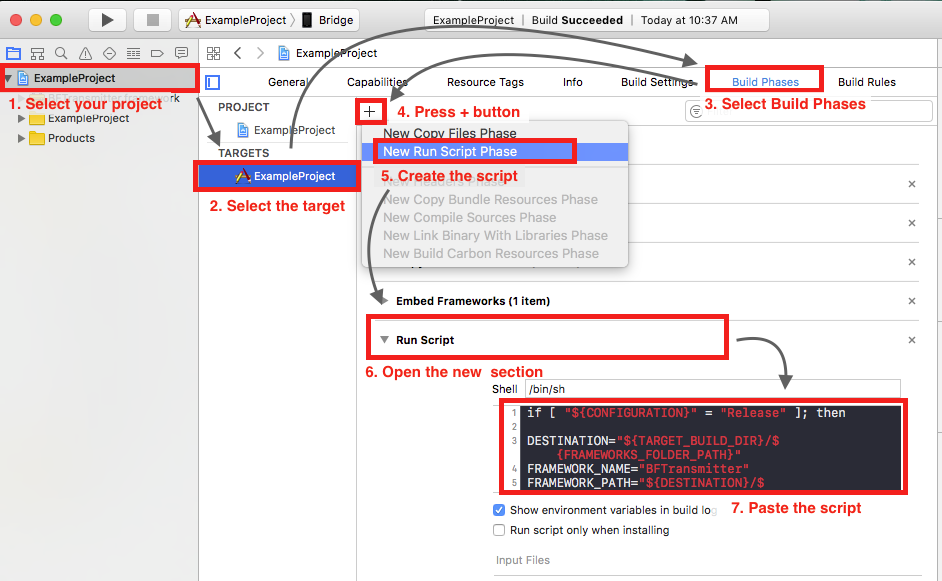 ExampleProject
Bridge
ExampleProject | Build Succeeded | Today at 10:37 AM
ExampleProject
ExampleProject
1. Select your project
ExampleProject
Products
General
Capabilities
Resource Tags
Info
Build Settings
Build Phases
Build Rules
3. Select Build Phases
PROJECT
ExampleProject
TARGETS
ExampleProject
2. Select the target
+
4. Press + button
New Copy Files Phase
New Run Script Phase
5. Create the script
New Headers Phase
New Copy Bundle Resources Phase
New Compile Sources Phase
New Link Binary With Libraries Phase
New Build Carbon Resources Phase
Embed Frameworks (1 item)
Run Script
6. Open the new section
Shell /bin/sh
1 if [ "${CONFIGURATION}" = "Release" ]; then
2
3 DESTINATION="${TARGET_BUILD_DIR}/$
{FRAMEWORKS_FOLDER_PATH}"
4 FRAMEWORK_NAME="BFTransmitter"
5 FRAMEWORK_PATH="${DESTINATION}/$
Show environment variables in build log
7. Paste the script
Run script only when installing
Input Files